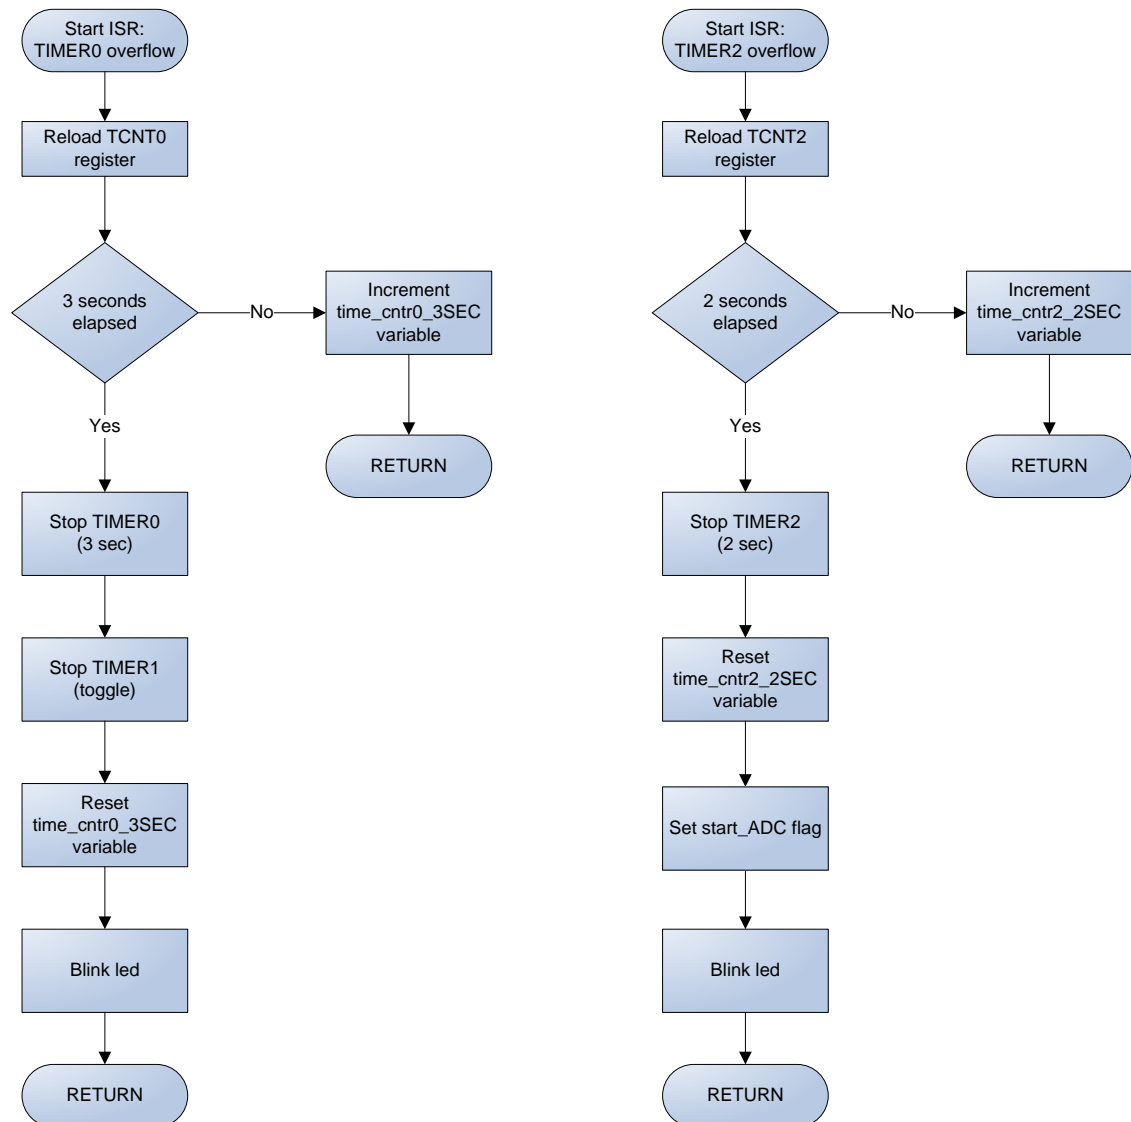 Start ISR:
TIMER0 overflow
Reload TCNT0
register
3 seconds
elapsed
No
Increment
time_cntr0_3SEC
variable
RETURN
Yes
Stop TIMER0
(3 sec)
Stop TIMER1
(toggle)
Reset
time_cntr0_3SEC
variable
Blink led
RETURN
Start ISR:
TIMER2 overflow
Reload TCNT2
register
2 seconds
elapsed
No
Increment
time_cntr2_2SEC
variable
RETURN
Yes
Stop TIMER2
(2 sec)
Reset
time_cntr2_2SEC
variable
Set start_ADC flag
Blink led
RETURN